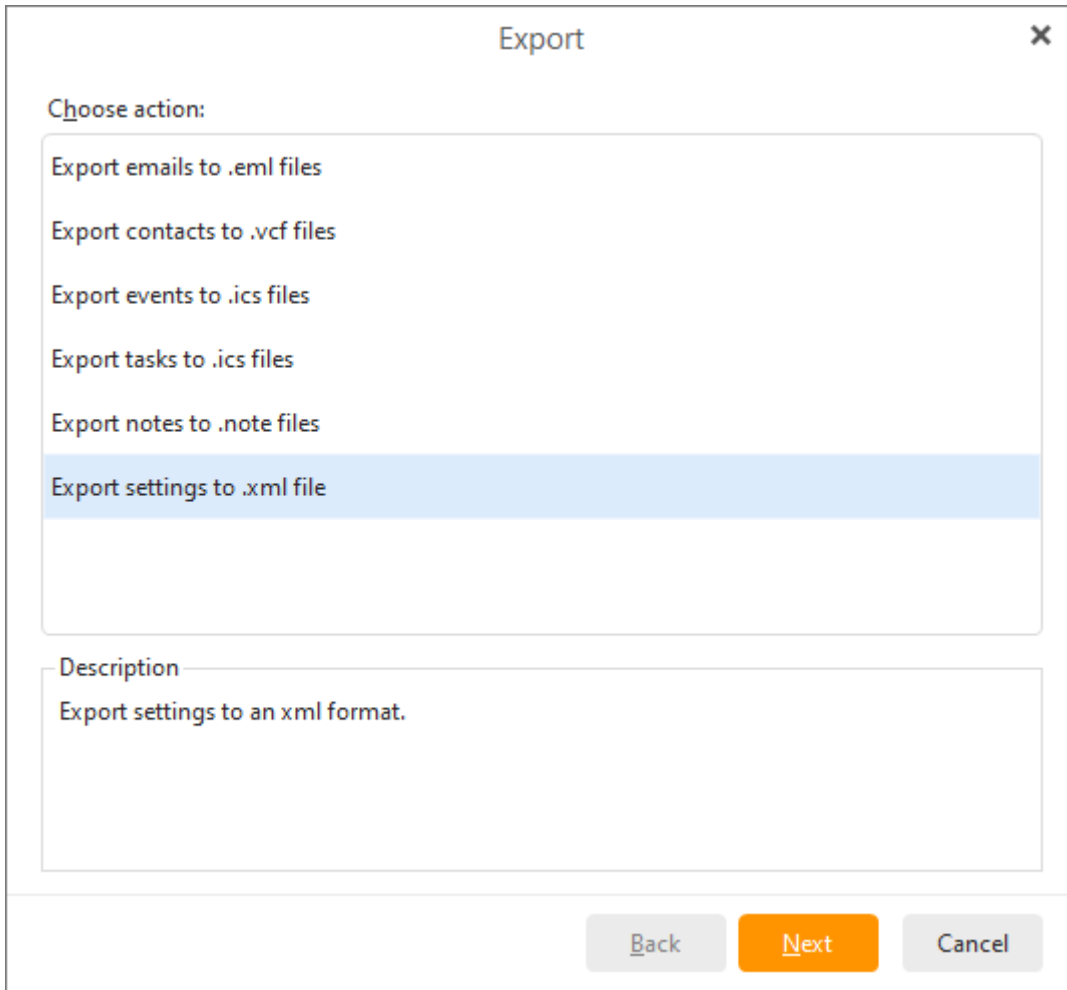 Export
Choose action:
Export emails to .eml files
Export contacts to .vcf files
Export events to .ics files
Export tasks to .ics files
Export notes to .note files
Export settings to .xml file
Description
Export settings to an xml format.
Back
Next
Cancel